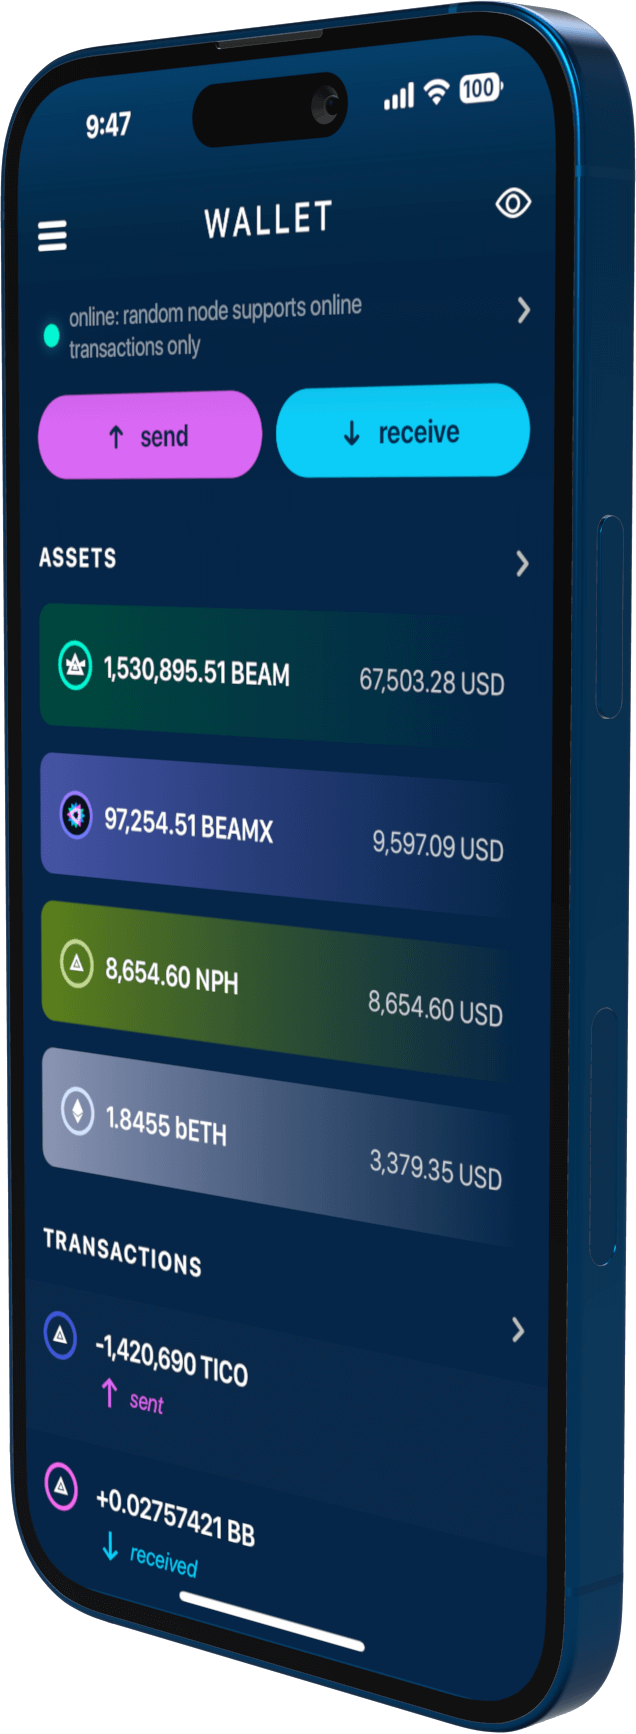 9:47
100
WALLET
online: random node supports online
transactions only
send
receive
ASSETS
1,530,895.51 BEAM
67,503.28 USD
97,254.51 BEAMX
9,597.09 USD
8,654.60 NPH
8,654.60 USD
1.8455 bETH
3,379.35 USD
TRANSACTIONS
-1,420,690 TICO
sent
+0.02757421 BB
received